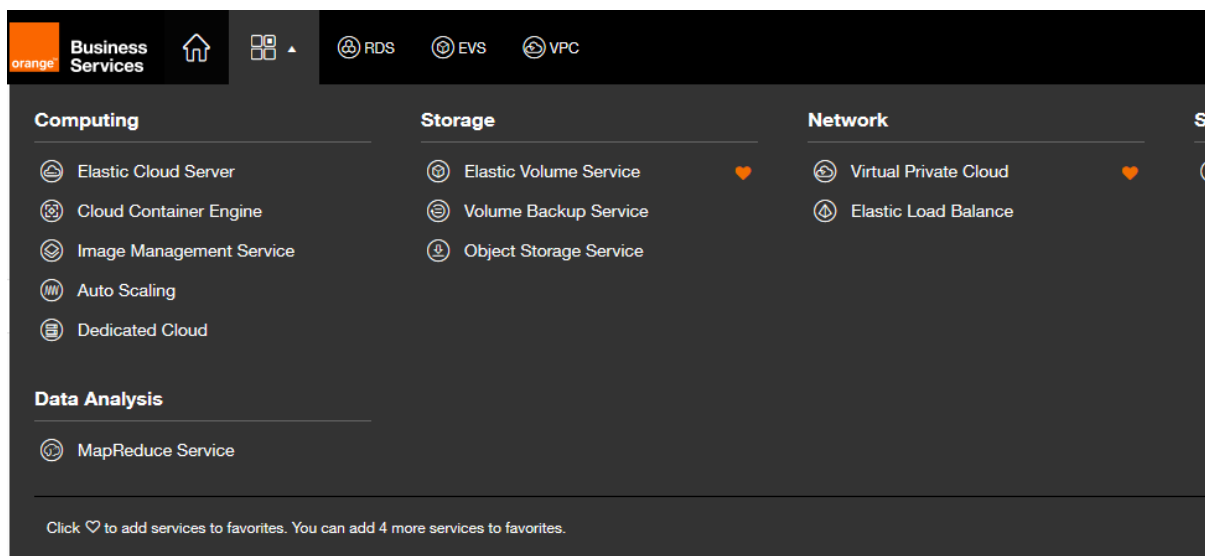 orange™
Business
Services
RDS
EVS
VPC
Computing
Elastic Cloud Server
Cloud Container Engine
Image Management Service
Auto Scaling
Dedicated Cloud
Storage
Elastic Volume Service
Volume Backup Service
Object Storage Service
Network
Virtual Private Cloud
Elastic Load Balance
S
Data Analysis
MapReduce Service
Click ♡ to add services to favorites. You can add 4 more services to favorites.